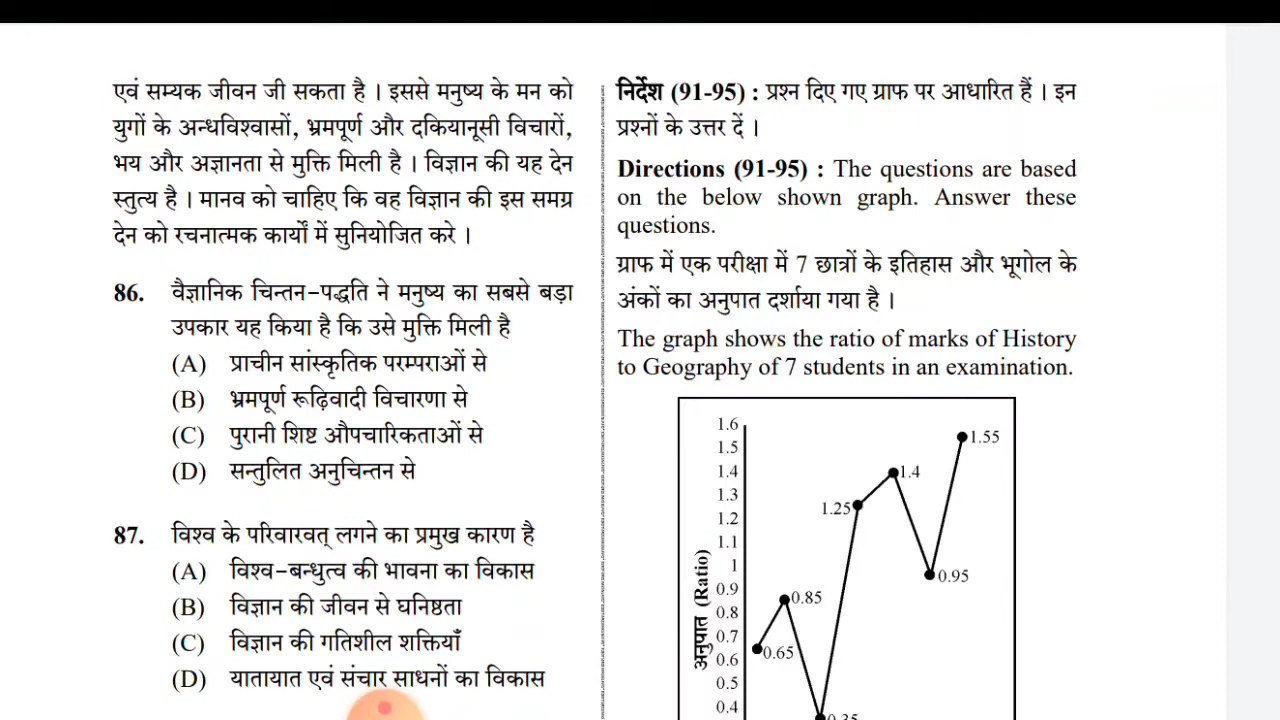 एवं सम्यक जीवन जी सकता है । इससे मनुष्य के मन को
युगों के अन्धविश्वासों, भ्रमपूर्ण और दकियानूसी विचारों,
भय और अज्ञानता से मुक्ति मिली है । विज्ञान की यह देन
स्तुत्य है । मानव को चाहिए कि वह विज्ञान की इस समग्र
देन को रचनात्मक कार्यों में सुनियोजित करे ।
86. वैज्ञानिक चिन्तन-पद्धति ने मनुष्य का सबसे बड़ा
उपकार यह किया है कि उसे मुक्ति मिली है
(A) प्राचीन सांस्कृतिक परम्पराओं से
(B) भ्रमपूर्ण रूढ़िवादी विचारणा से
(C) पुरानी शिष्ट औपचारिकताओं से
(D) सन्तुलित अनुचिन्तन से
87. विश्व के परिवारवत् लगने का प्रमुख कारण है
(A) विश्व-बन्धुत्व की भावना का विकास
(B) विज्ञान की जीवन से घनिष्ठता
(C) विज्ञान की गतिशील शक्तियाँ
(D) यातायात एवं संचार साधनों का विकास
निर्देश (91-95) : प्रश्न दिए गए ग्राफ पर आधारित हैं । इन
प्रश्नों के उत्तर दें ।
Directions (91-95) : The questions are based
on the below shown graph. Answer these
questions.
ग्राफ में एक परीक्षा में 7 छात्रों के इतिहास और भूगोल के
अंकों का अनुपात दर्शाया गया है ।
The graph shows the ratio of marks of History
to Geography of 7 students in an examination.
अनुपात (Ratio)
1.6
1.5
1.4
1.3
1.2
1.1
1
0.9
0.8
0.7
0.6
0.5
0.4
0.65
0.85
0.35
1.25
1.4
0.95
1.55